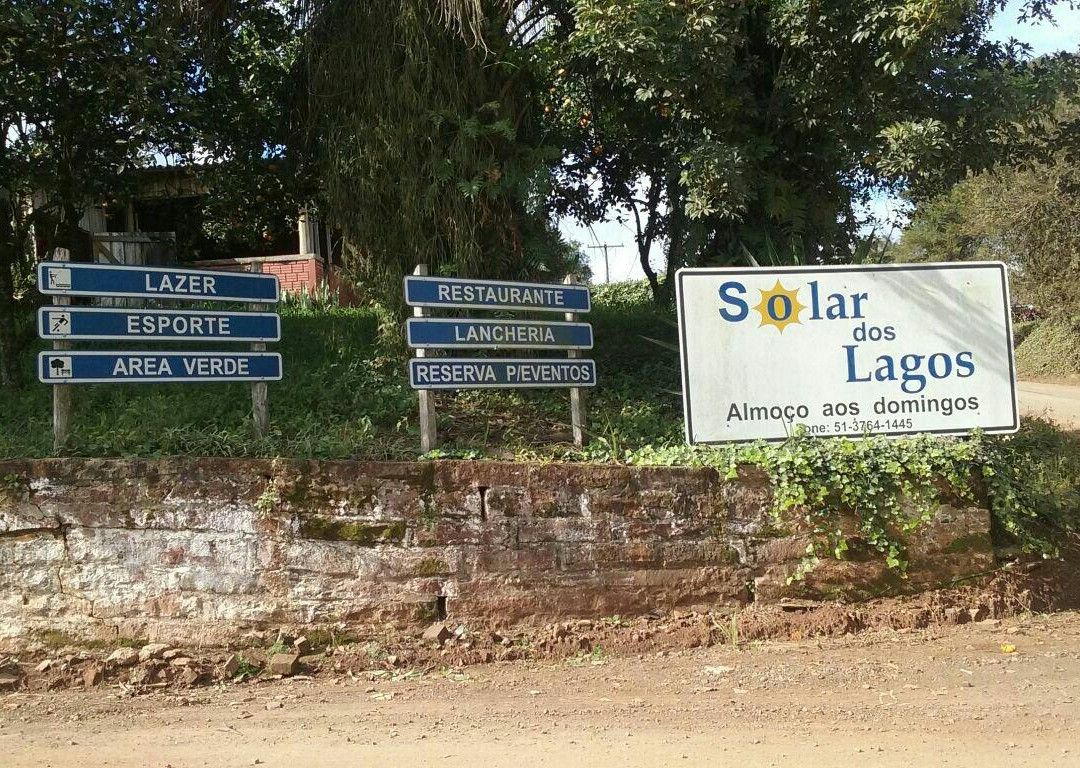 LAZER
ESPORTE
AREA VERDE
RESTAURANTE
LANCHERIA
RESERVA P/EVENTOS
Solar
dos
Lagos
Almoço aos domingos
one: 51-3764-1445